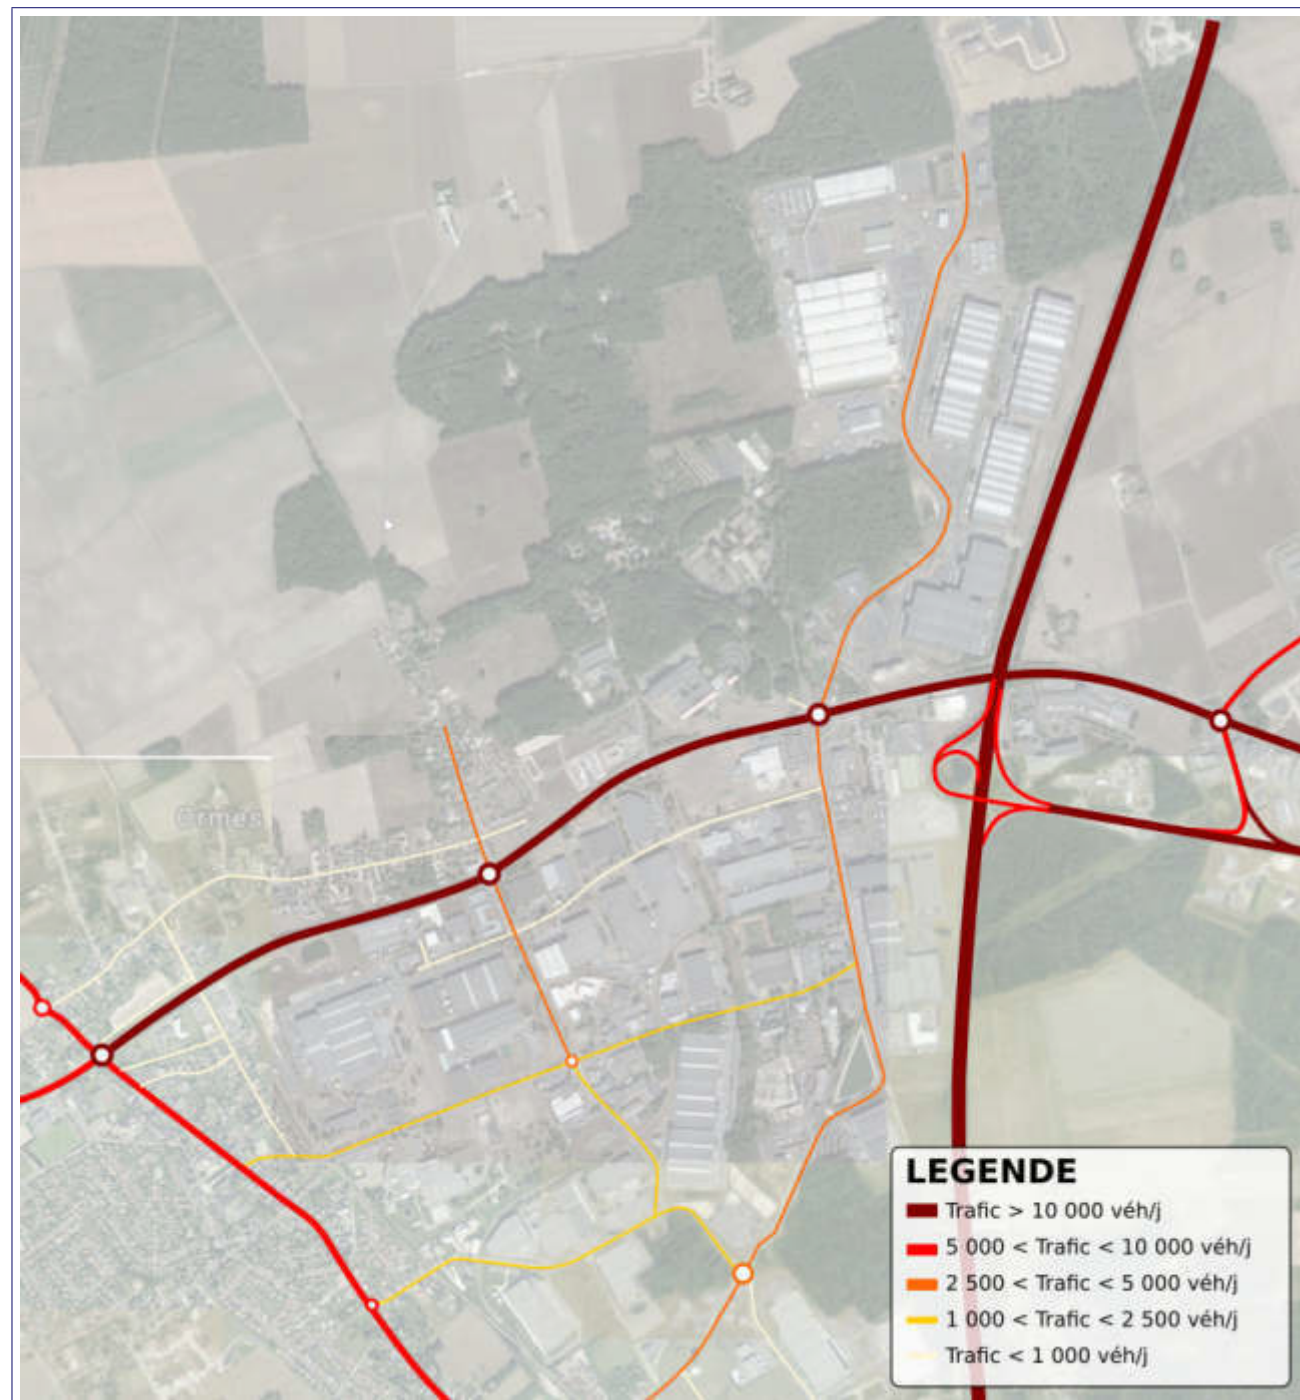 Ormes
LEGENDE
Trafic > 10 000 véh/j
5 000 < Trafic < 10 000 véh/j
2 500 < Trafic < 5 000 véh/j
1 000 < Trafic < 2 500 véh/j
Trafic < 1 000 véh/j